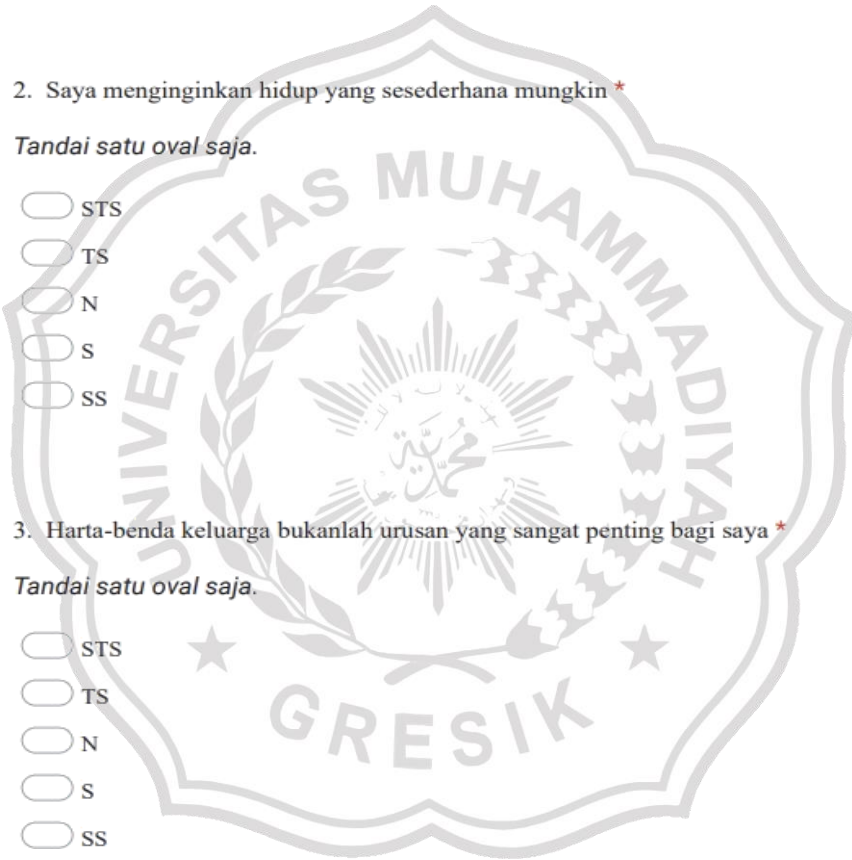 2. Saya menginginkan hidup yang sesederhana mungkin *
Tandai satu oval saja.
STS
TS
N
S
SS
3. Harta-benda keluarga bukanlah urusan yang sangat penting bagi saya *
Tandai satu oval saja.
STS
TS
N
S
SS
UNIVERSITAS MUHAMMADIYAH
GRESIK
محمدية